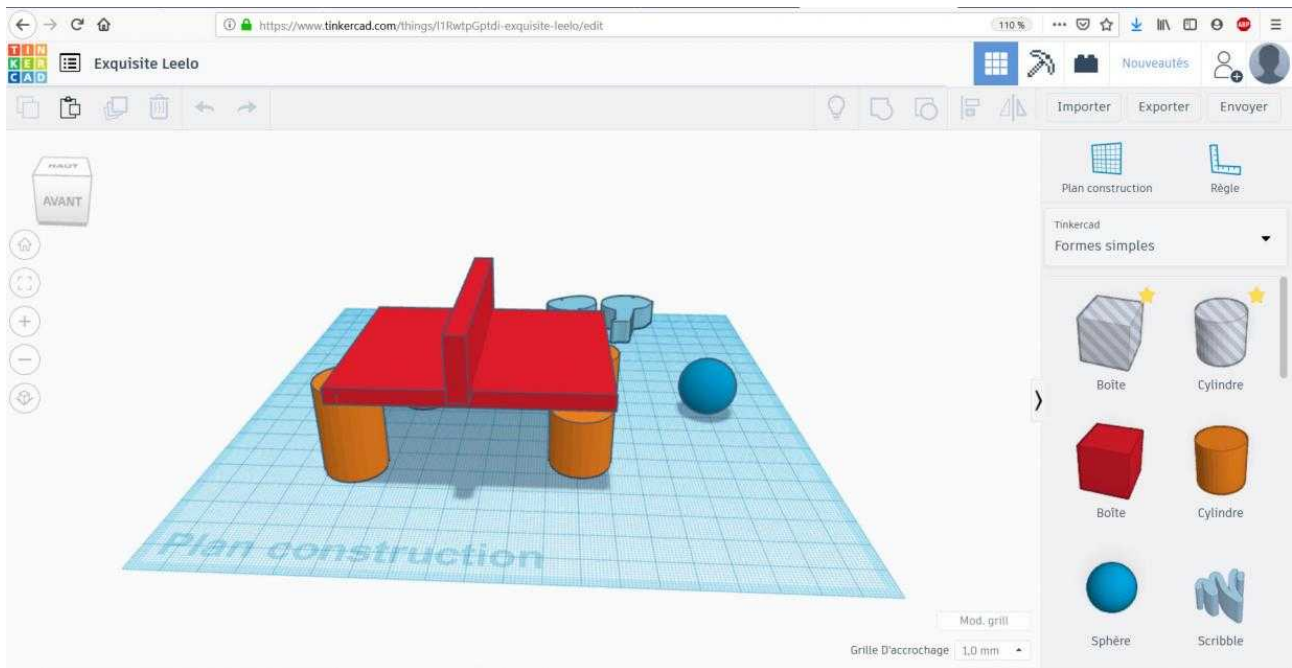 110 %
https://www.tinkercad.com/things/l1RwtpGptdi-exquisite-leelo/edit
ABP
TIN
KER
CAD
Exquisite Leelo
Nouveautés
Importer
Exporter
Envoyer
HAUT
AVANT
Plan construction
Règle
Tinkercad
Formes simples
Boîte
Cylindre
Boîte
Cylindre
Sphère
Scribble
Plan construction
Mod. grill
Grille D'accrochage 1,0 mm